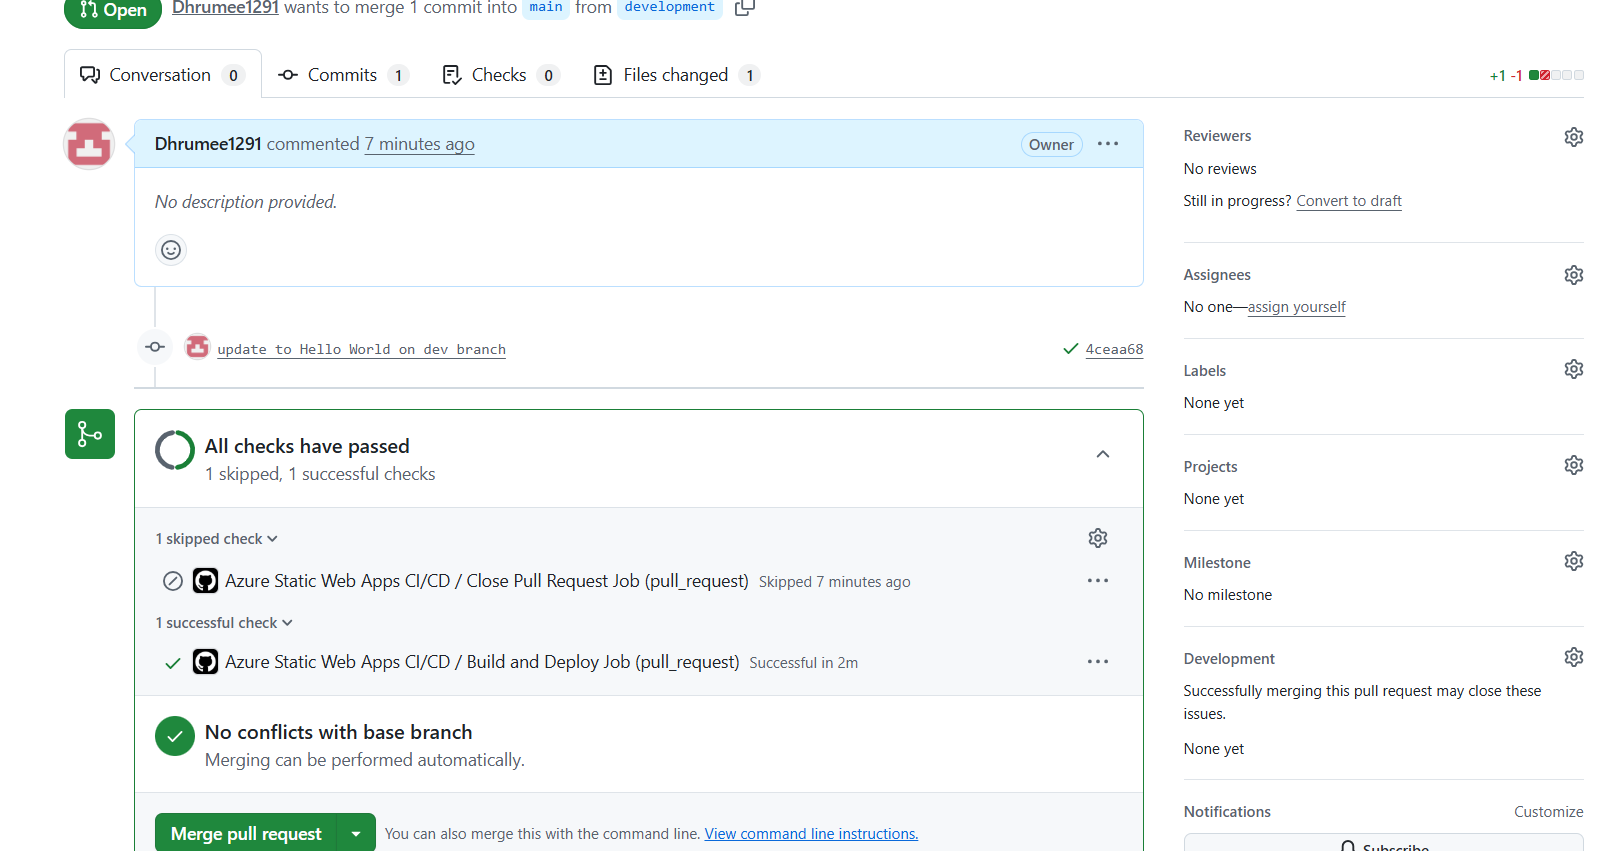 Open Dhrumee1291 wants to merge 1 commit into main from development
Conversation 0 Commits 1 Checks 0 Files changed 1 +1 -1
Dhrumee1291 commented 7 minutes ago Owner
No description provided.
update to Hello World on dev branch 4ceaa68
All checks have passed
1 skipped, 1 successful checks
1 skipped check
Azure Static Web Apps CI/CD / Close Pull Request Job (pull_request) Skipped 7 minutes ago
1 successful check
Azure Static Web Apps CI/CD / Build and Deploy Job (pull_request) Successful in 2m
No conflicts with base branch
Merging can be performed automatically.
Merge pull request You can also merge this with the command line. View command line instructions.
Reviewers
No reviews
Still in progress? Convert to draft
Assignees
No one—assign yourself
Labels
None yet
Projects
None yet
Milestone
No milestone
Development
Successfully merging this pull request may close these
issues.
None yet
Notifications Customize
Subscribe